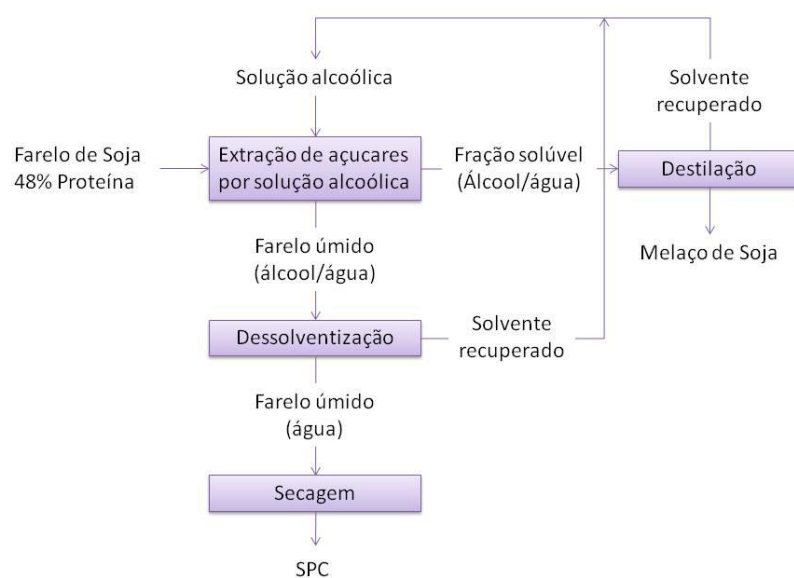 Solução alcoólica
Solvente
recuperado
Farelo de Soja
48% Proteína
Extração de açucares
por solução alcoólica
Fração solúvel
(Álcool/água)
Destilação
Farelo úmido
(álcool/água)
Melaço de Soja
Dessolventização
Solvente
recuperado
Farelo úmido
(água)
Secagem
SPC